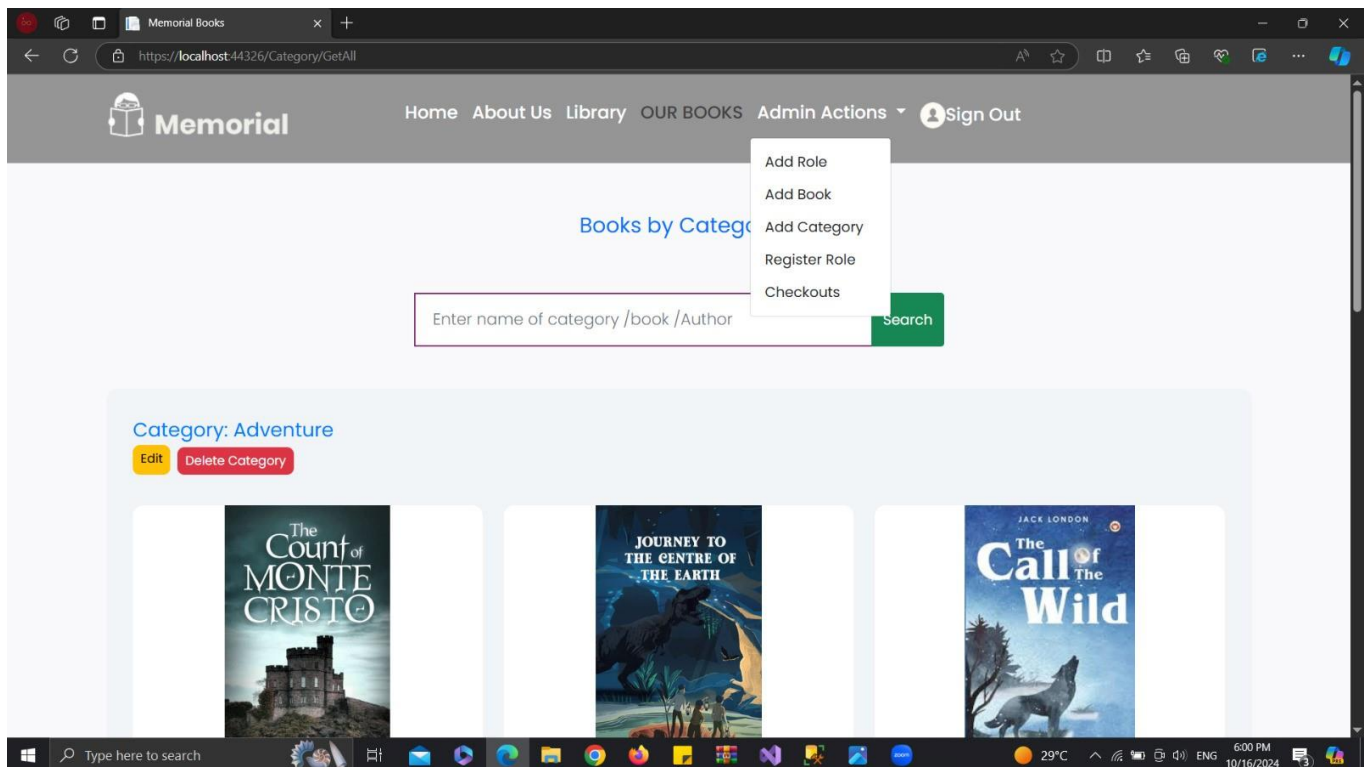 Memorial Books
https://localhost:44326/Category/GetAll
Memorial
Home About Us Library OUR BOOKS Admin Actions Sign Out
Add Role
Add Book
Add Category
Register Role
Checkouts
Books by Catego
Enter name of category /book /Author
Search
Category: Adventure
Edit Delete Category
The
Count of
MONTE
CRISTO
JOURNEY TO
THE CENTRE OF
THE EARTH
JACK LONDON
The
Call of
The
Wild
Type here to search
zoom
29°C
ENG
6:00 PM
10/16/2024
3